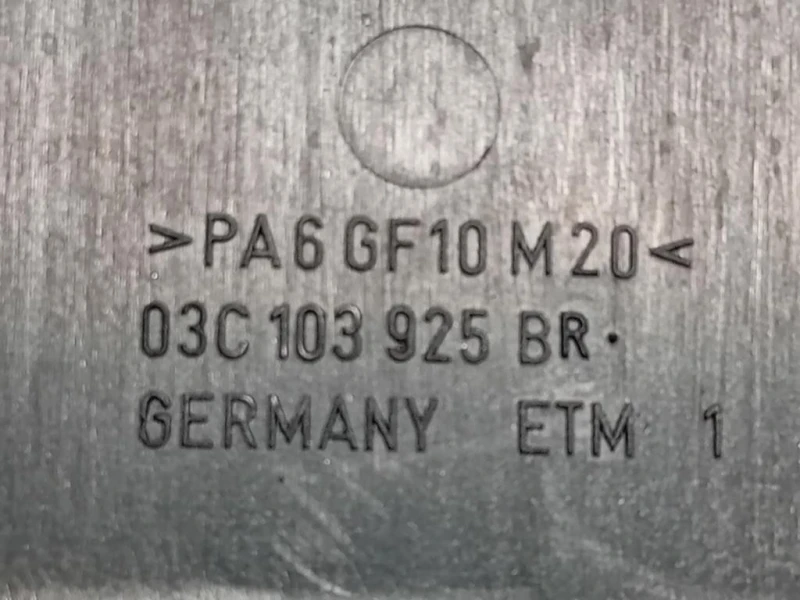 >PA6 GF10 M20<
03C 103 925 BR.
GERMANY ETM 1